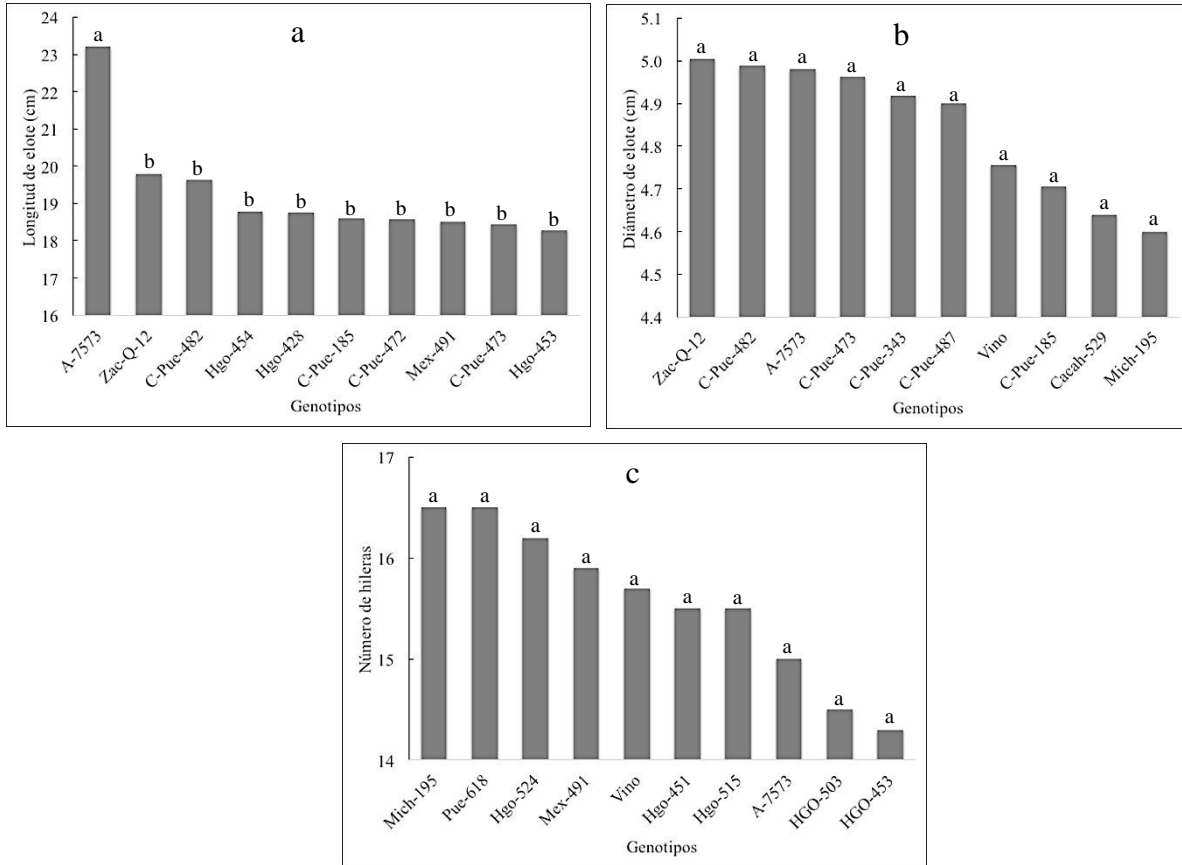 a
Longitud de elote (cm)
24
23
22
21
20
19
18
17
16
a
b
b
b
b
b
b
b
b
b
A-7573
Zac-Q-12
C-Pue-482
Hgo-454
Hgo-428
C-Pue-185
C-Pue-472
Mex-491
C-Pue-473
Hgo-453
Genotipos
b
Diámetro de elote (cm)
5.1
5.0
4.9
4.8
4.7
4.6
4.5
4.4
a
a
a
a
a
a
a
a
a
a
Zac-Q-12
C-Pue-482
A-7573
C-Pue-473
C-Pue-343
C-Pue-487
Vino
C-Pue-185
Cacah-529
Mich-195
Genotipos
c
Número de hileras
17
16
15
14
a
a
a
a
a
a
a
a
a
a
Mich-195
Pue-618
Hgo-524
Mex-491
Vino
Hgo-451
Hgo-515
A-7573
HGO-503
HGO-453
Genotipos